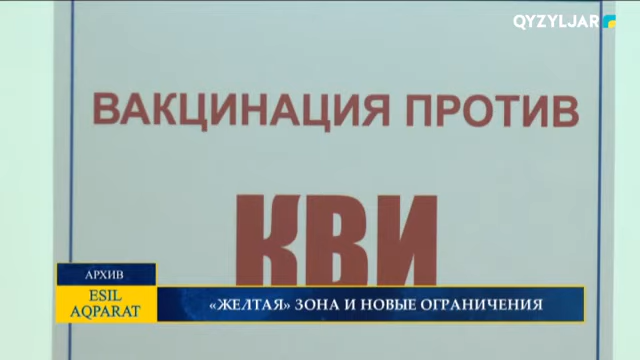 QYZYLJAR
ВАКЦИНАЦИЯ ПРОТИВ
КВИ
АРХИВ
ESIL
AQPARAT
«ЖЕЛТАЯ» ЗОНА И НОВЫЕ ОГРАНИЧЕНИЯ